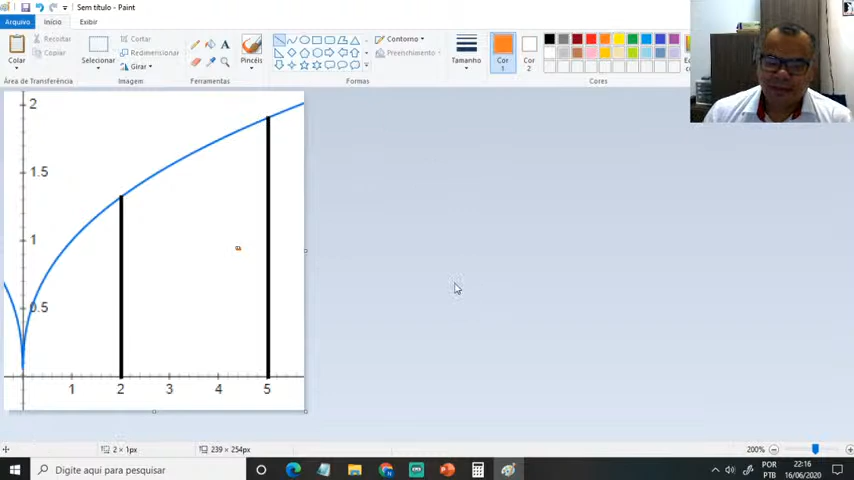 Sem título - Paint
Arquivo Início Exibir
Colar
Recortar
Copiar
Área de Transferência
Selecionar
Cortar
Redimensionar
Girar
Imagem
A
Ferramentas
Pincéis
Contorno
Preenchimento
Formas
Tamanho
Cor
1
Cor
2
Cores
2
1.5
1
0.5
1 2 3 4 5
2 × 1px
239 × 254px
200%
Digite aqui para pesquisar
POR
PTB
22:16
16/06/2020